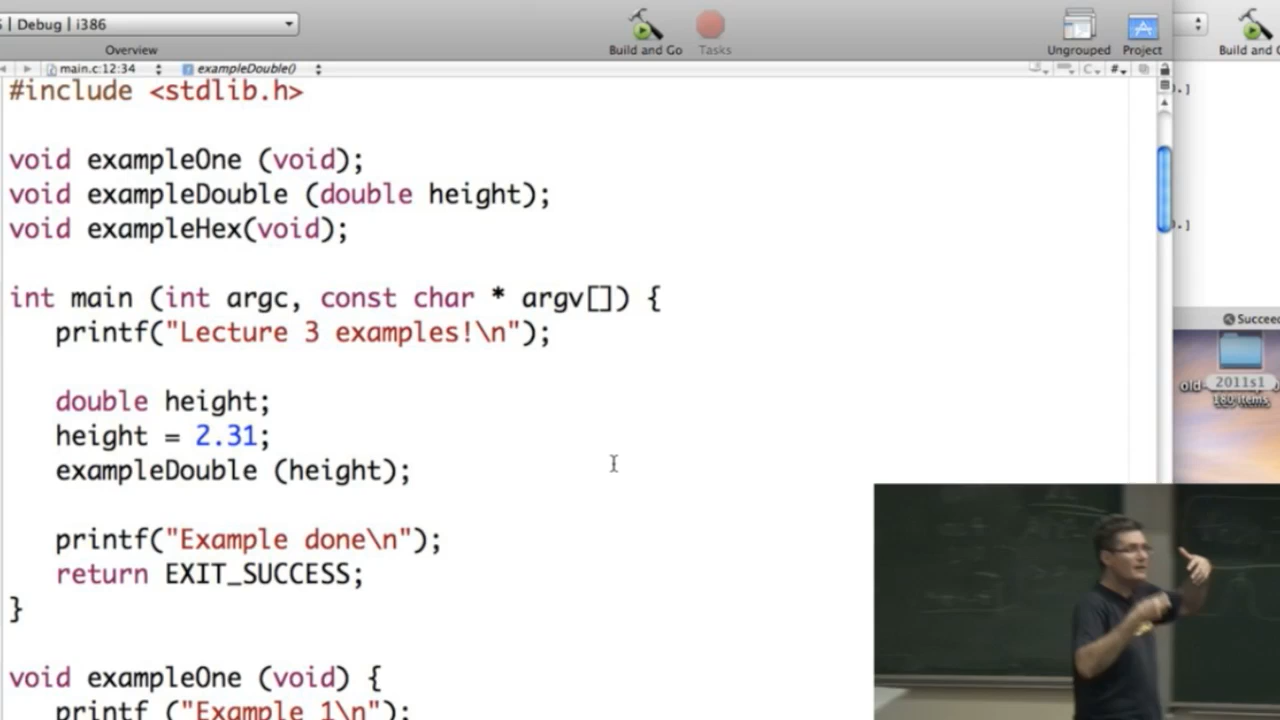 | Debug | i386
Overview
Build and Go
Tasks
Ungrouped
Project
Build and
main.c:12:34
exampleDouble()
#include <stdlib.h>
void exampleOne (void);
void exampleDouble (double height);
void exampleHex(void);
int main (int argc, const char * argv[]) {
printf("Lecture 3 examples!\n");
double height;
height = 2.31;
exampleDouble (height);
printf("Example done\n");
return EXIT_SUCCESS;
}
void exampleOne (void) {
printf ("Example 1\n");
Succee
old-
2011s1
180 items